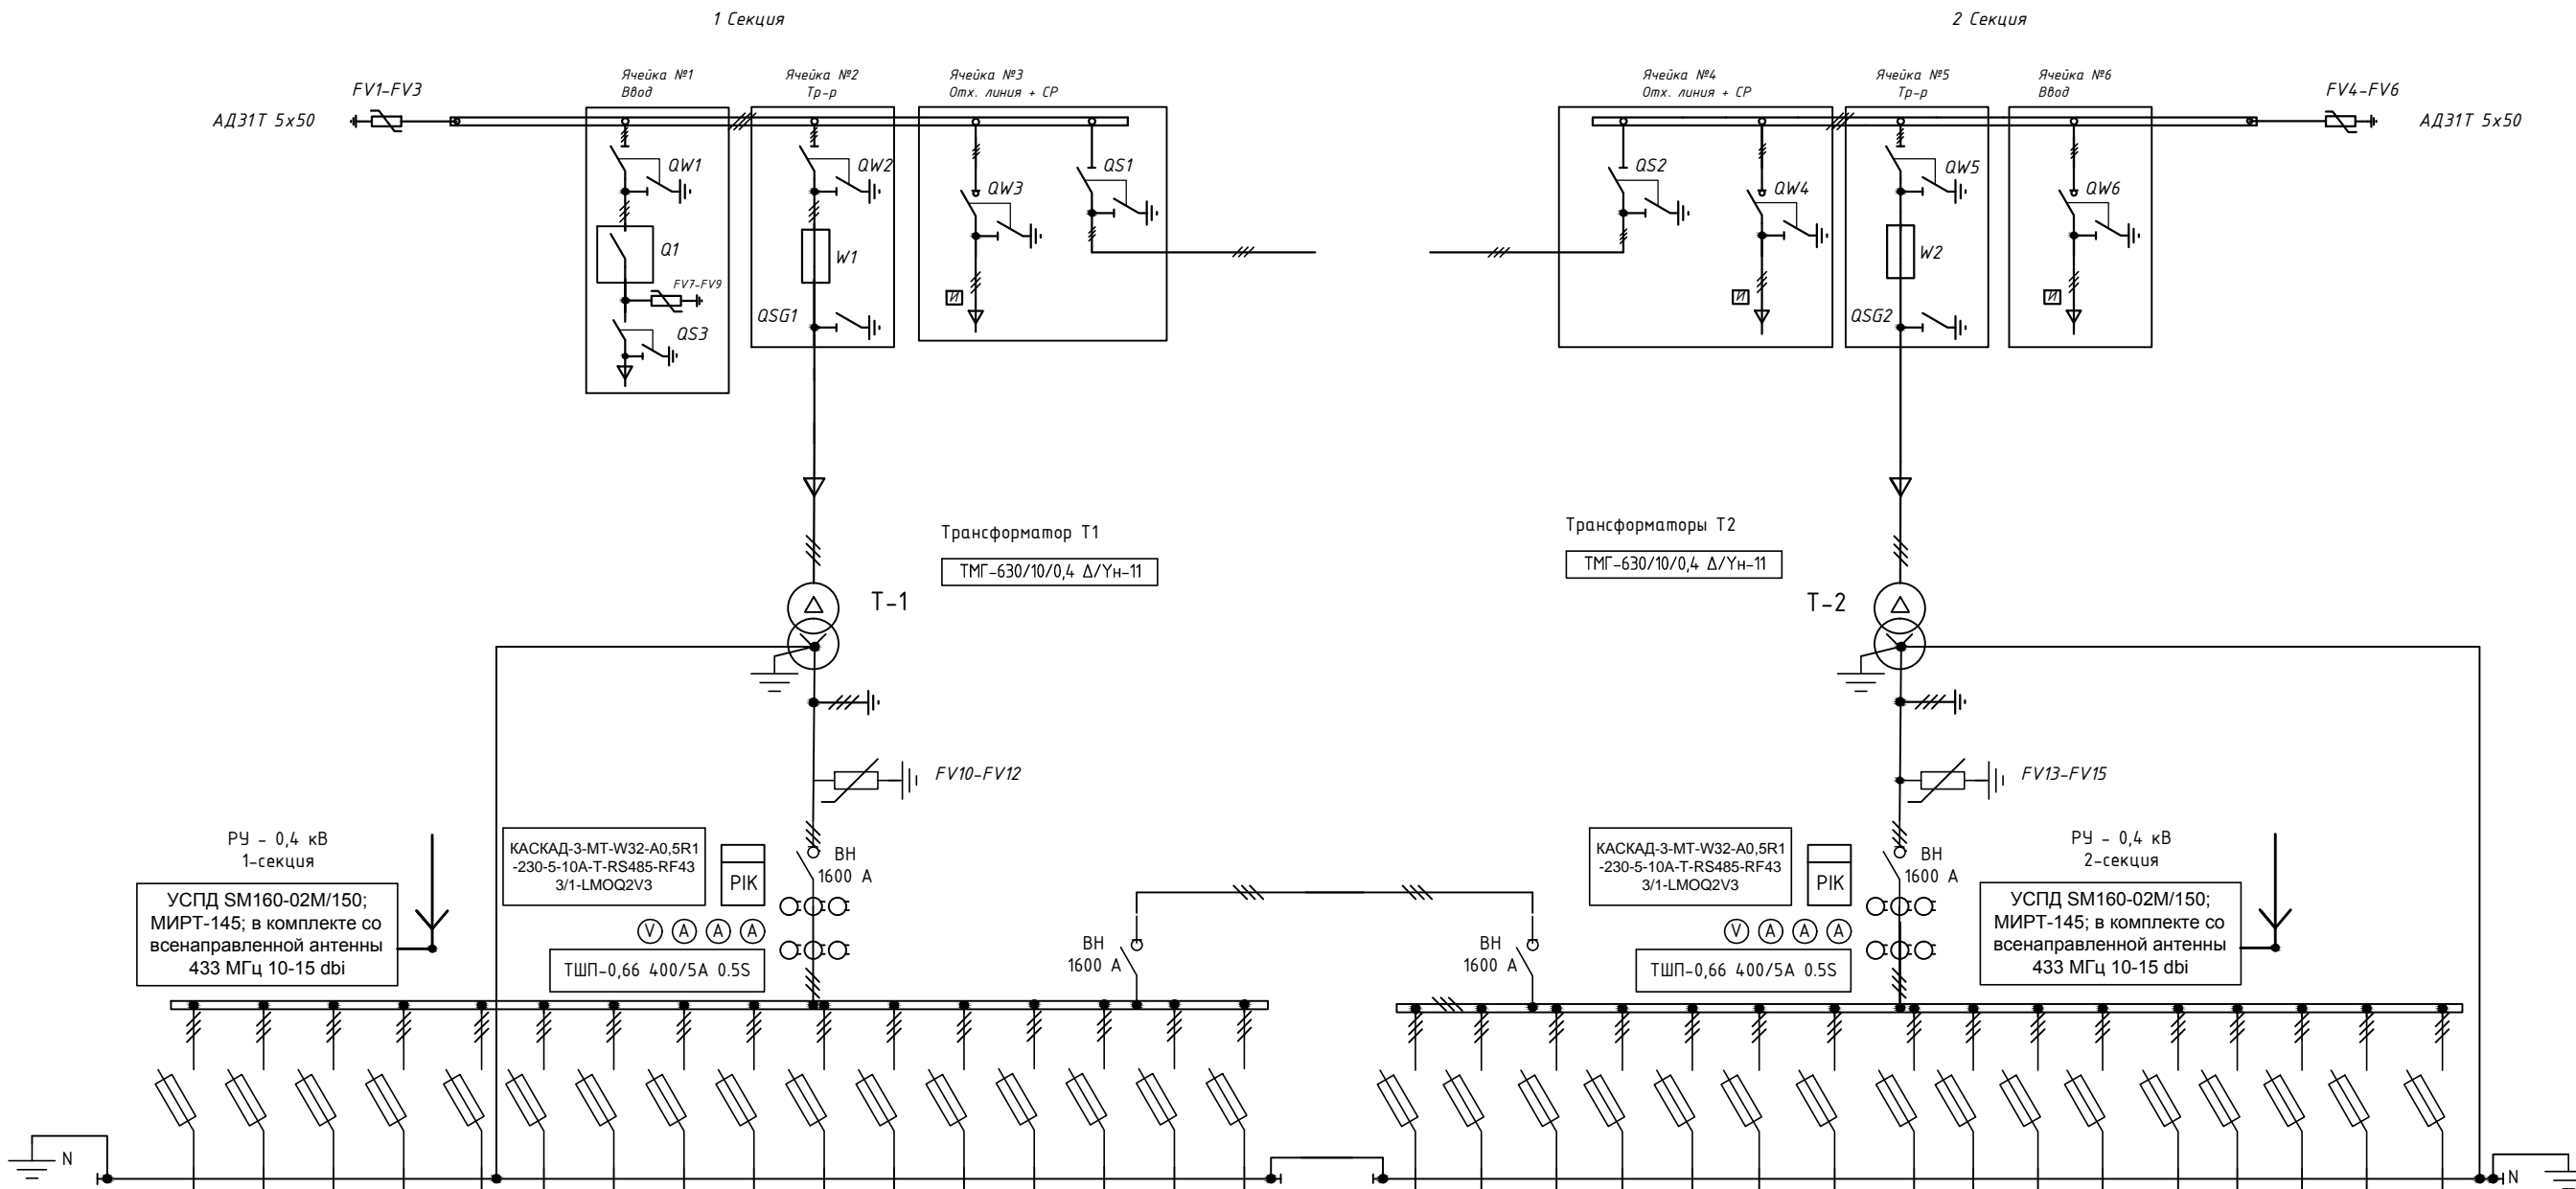 1 Секция
2 Секция
Ячейка №1
Ввод
Ячейка №2
Тр-р
Ячейка №3
Отх. линия + СР
Ячейка №4
Отх. линия + СР
Ячейка №5
Тр-р
Ячейка №6
Ввод
FV1-FV3
FV4-FV6
АД31Т 5х50
АД31Т 5х50
QW1
QW2
QW3
QS1
QS2
QW4
QW5
QW6
Q1
W1
W2
FV7-FV9
И
И
И
QSG1
QSG2
QS3
Трансформатор Т1
ТМГ-630/10/0,4 Δ/Yн-11
Трансформаторы Т2
ТМГ-630/10/0,4 Δ/Yн-11
Т-1
Т-2
FV10-FV12
FV13-FV15
РУ - 0,4 кВ
1-секция
УСПД SM160-02M/150;
МИРТ-145; в комплекте со
всенаправленной антенны
433 МГц 10-15 dbi
КАСКАД-3-МТ-W32-А0,5R1
-230-5-10А-Т-RS485-RF43
3/1-LMOQ2V3
PIK
ВН
1600 А
V A A A
ТШП-0,66 400/5А 0.5S
ВН
1600 А
ВН
1600 А
КАСКАД-3-МТ-W32-А0,5R1
-230-5-10А-Т-RS485-RF43
3/1-LMOQ2V3
PIK
ВН
1600 А
V A A A
ТШП-0,66 400/5А 0.5S
РУ - 0,4 кВ
2-секция
УСПД SM160-02M/150;
МИРТ-145; в комплекте со
всенаправленной антенны
433 МГц 10-15 dbi
N
N